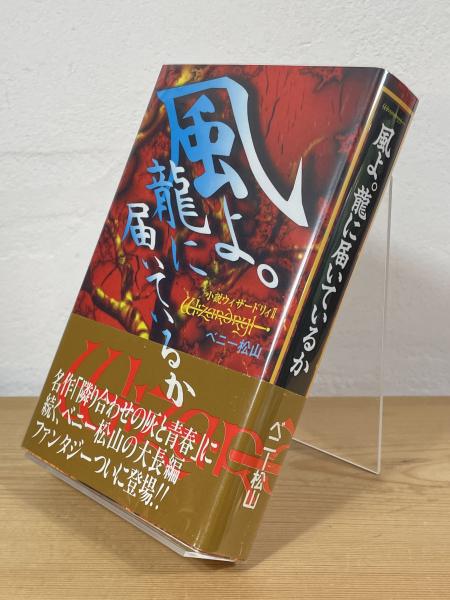 風よ。
龍に
届いているか
小説ウィザードリィⅡ
Wizardry
ベニー松山
名作「隣り合わせの灰と青春」に
続く、ベニー松山の大長編
ファンタジーついに登場!!
風よ。龍に届いているか
ベニー松山